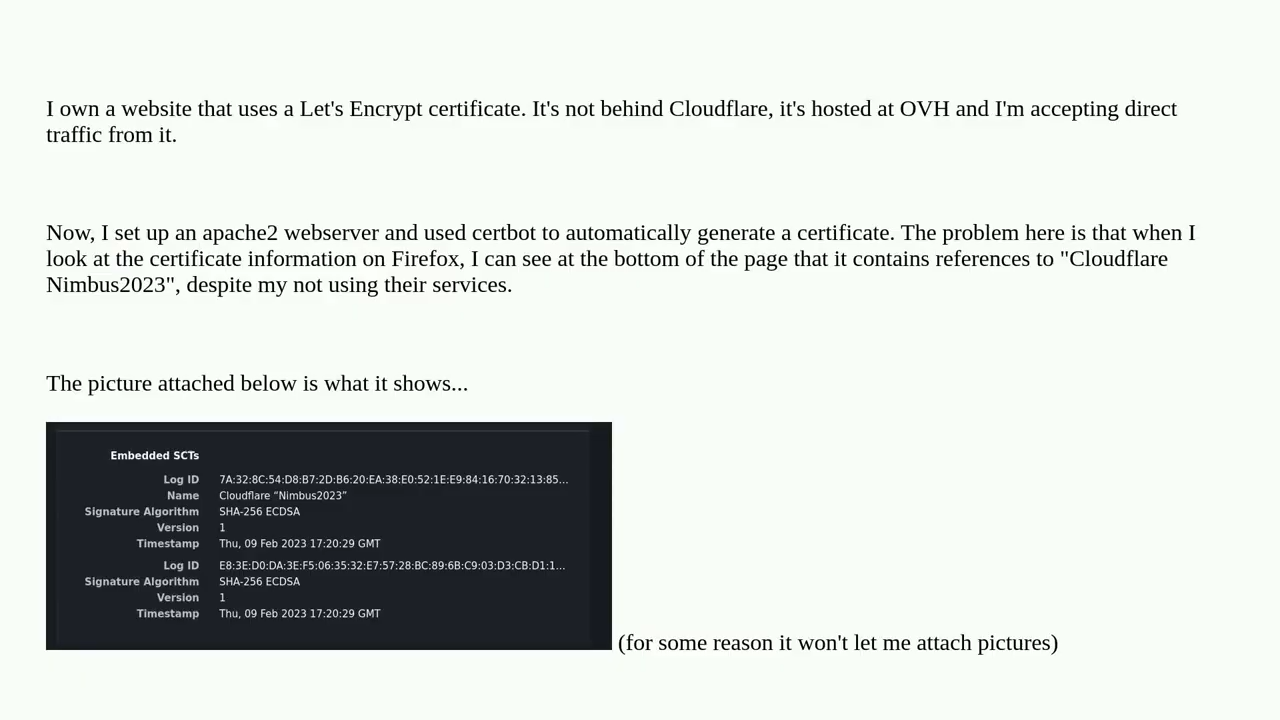 I own a website that uses a Let's Encrypt certificate. It's not behind Cloudflare, it's hosted at OVH and I'm accepting direct
traffic from it.
Now, I set up an apache2 webserver and used certbot to automatically generate a certificate. The problem here is that when I
look at the certificate information on Firefox, I can see at the bottom of the page that it contains references to "Cloudflare
Nimbus2023", despite my not using their services.
The picture attached below is what it shows...
Embedded SCTs
Log ID 7A:32:8C:54:D8:B7:2D:B6:20:EA:38:E0:52:1E:E9:84:16:70:32:13:85...
Name Cloudflare “Nimbus2023”
Signature Algorithm SHA-256 ECDSA
Version 1
Timestamp Thu, 09 Feb 2023 17:20:29 GMT
Log ID E8:3E:D0:DA:3E:F5:06:35:32:E7:57:28:BC:89:6B:C9:03:D3:CB:D1:1...
Signature Algorithm SHA-256 ECDSA
Version 1
Timestamp Thu, 09 Feb 2023 17:20:29 GMT
(for some reason it won't let me attach pictures)